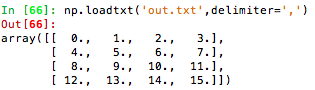 In [66]: np.loadtxt('out.txt',delimiter=',')
Out[66]:
array([[  0.,   1.,   2.,   3.],
       [  4.,   5.,   6.,   7.],
       [  8.,   9.,  10.,  11.],
       [ 12.,  13.,  14.,  15.]])